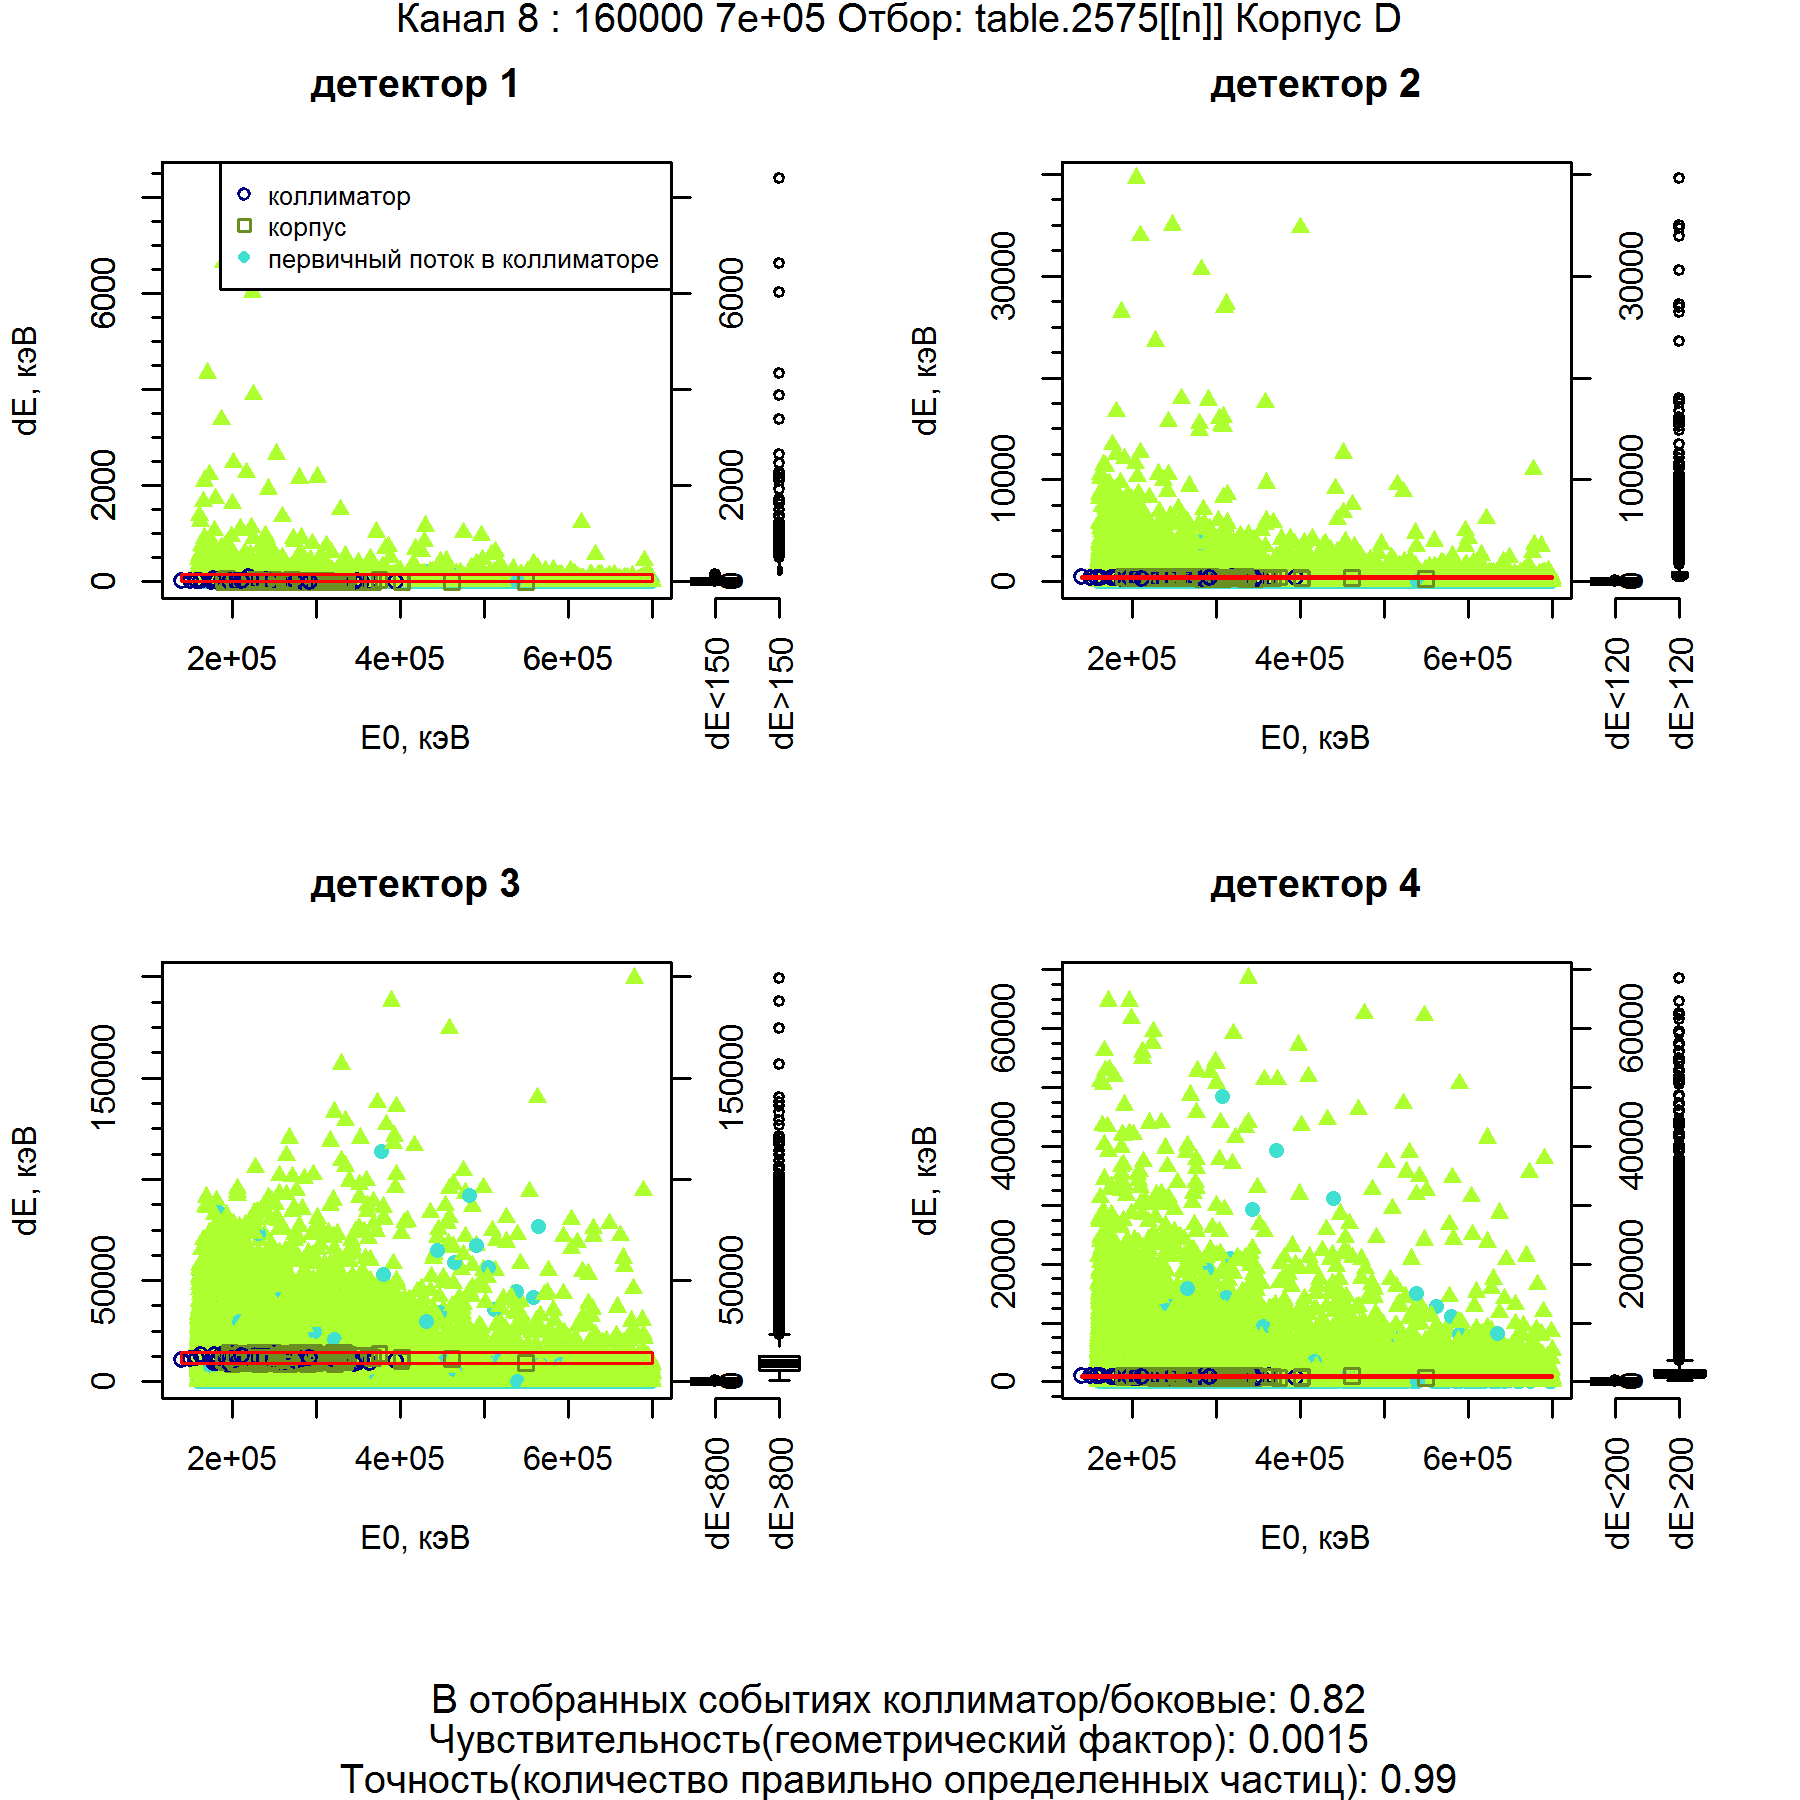 Канал 8 : 160000 7e+05 Отбор: table.2575[[n]] Корпус D
детектор 1
коллиматор
корпус
первичный поток в коллиматоре
dE, кэВ
0
2000
6000
2e+05
4e+05
6e+05
E0, кэВ
0
2000
6000
dE<150
dE>150
детектор 2
dE, кэВ
0
10000
30000
2e+05
4e+05
6e+05
E0, кэВ
0
10000
30000
dE<120
dE>120
детектор 3
dE, кэВ
0
50000
150000
2e+05
4e+05
6e+05
E0, кэВ
0
50000
150000
dE<800
dE>800
детектор 4
dE, кэВ
0
20000
40000
60000
2e+05
4e+05
6e+05
E0, кэВ
0
20000
40000
60000
dE<200
dE>200
В отобранных событиях коллиматор/боковые: 0.82
Чувствительность(геометрический фактор): 0.0015
Точность(количество правильно определенных частиц): 0.99